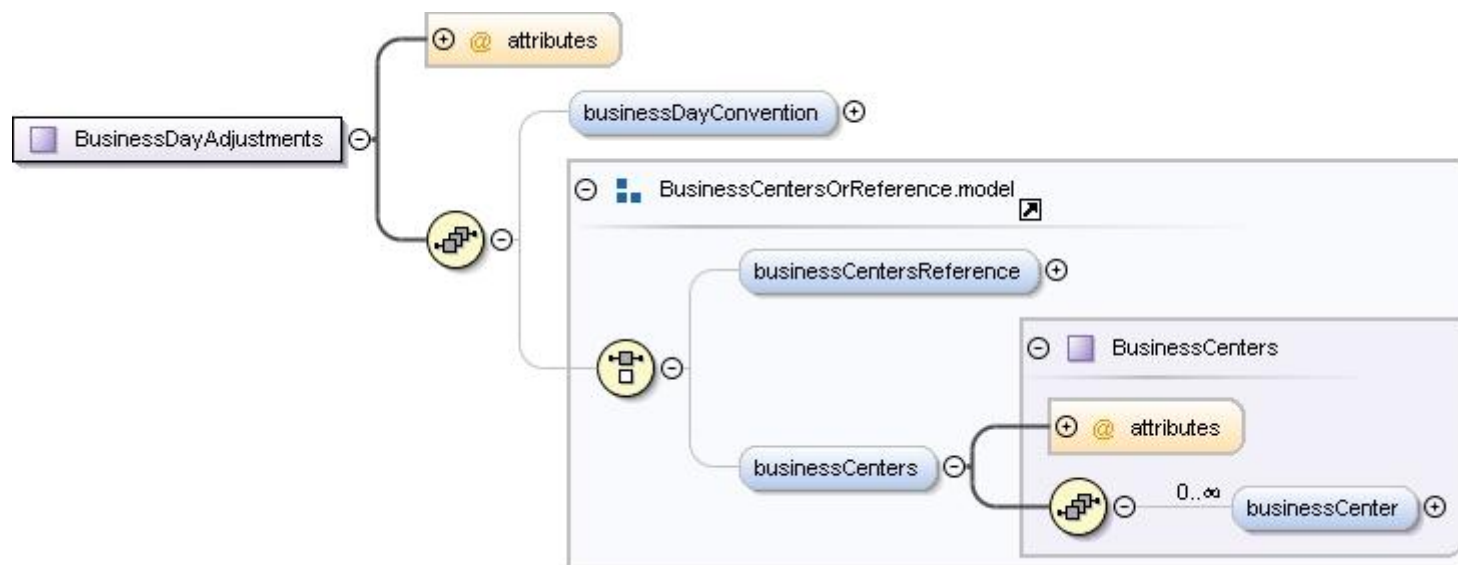 @ attributes
businessDayConvention
BusinessDayAdjustments
BusinessCentersOrReference.model
businessCentersReference
BusinessCenters
@ attributes
businessCenters
0..∞
businessCenter